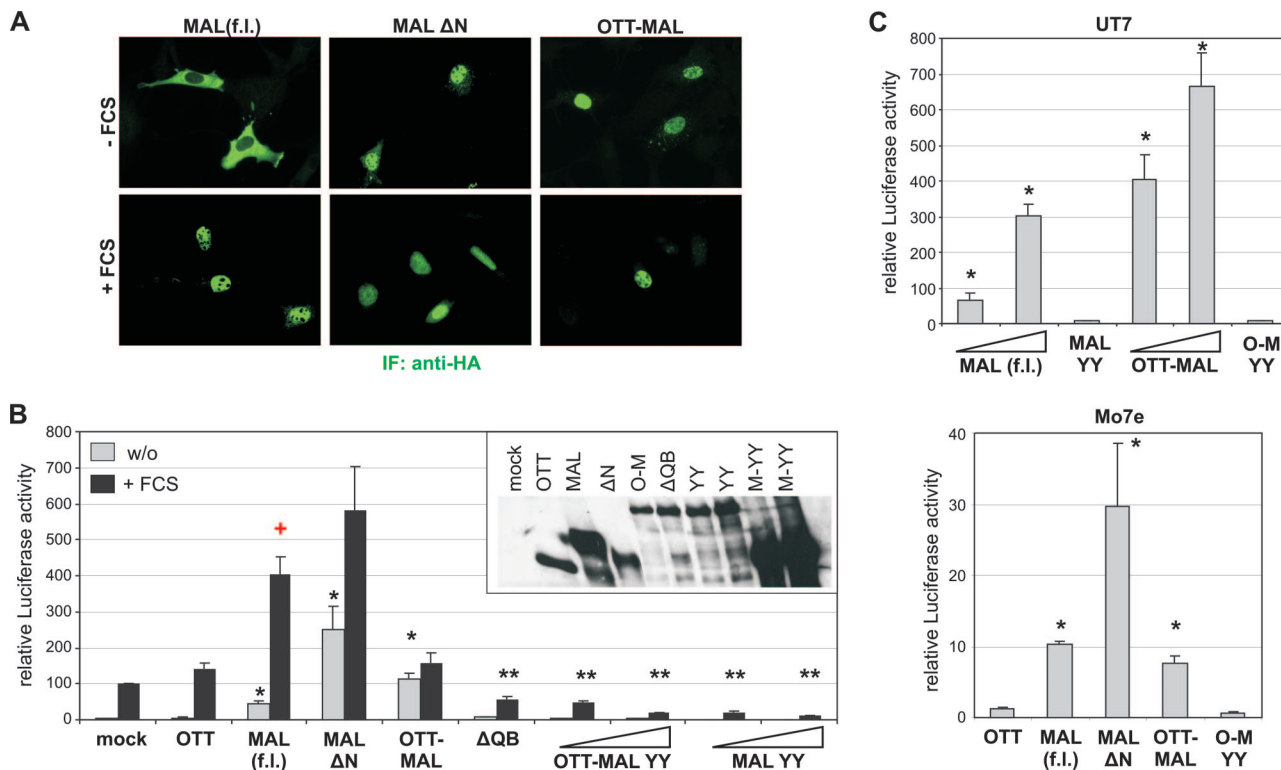 A
MAL(f.l.) MAL ΔN OTT-MAL
- FCS
+ FCS
IF: anti-HA
B
relative Luciferase activity
800
700
600
500
400
300
200
100
0
w/o
+ FCS
+
*
*
*
** ** ** ** **
mock OTT MAL ΔN O-M ΔQB YY YY M-YY M-YY
mock OTT MAL (f.l.) MAL ΔN OTT-MAL ΔQB OTT-MAL YY MAL YY
C
UT7
relative Luciferase activity
800
700
600
500
400
300
200
100
0
* * * *
MAL (f.l.) MAL YY OTT-MAL O-M YY
Mo7e
relative Luciferase activity
40
30
20
10
0
* * *
OTT MAL (f.l.) MAL ΔN OTT-MAL O-M YY